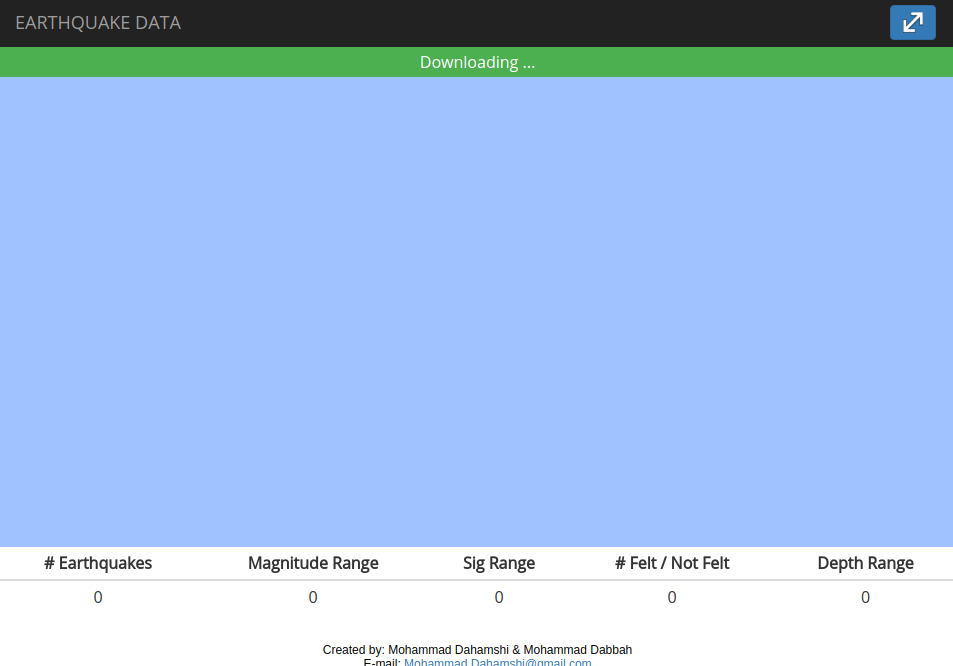 EARTHQUAKE DATA
Downloading ...
# Earthquakes Magnitude Range Sig Range # Felt / Not Felt Depth Range
0 0 0 0 0
Created by: Mohammad Dahamshi & Mohammad Dabbah
E-mail: Mohammad.Dahamshi@gmail.com